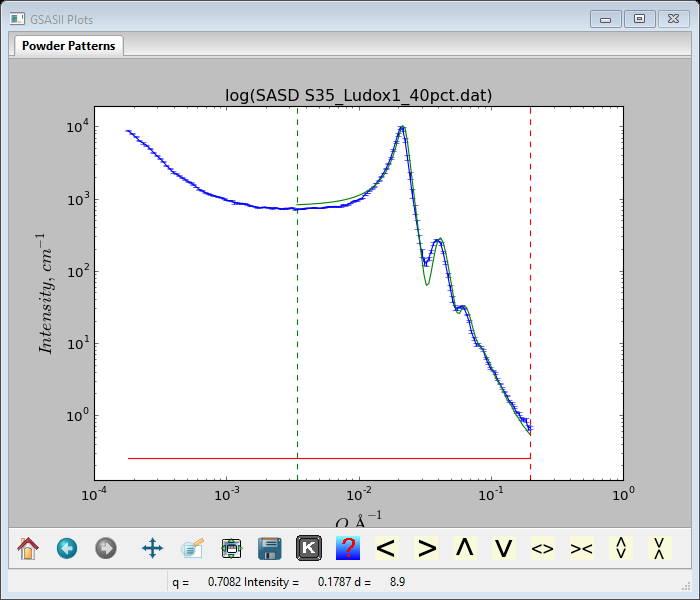 GSASII Plots
Powder Patterns
log(SASD S35_Ludox1_40pct.dat)
10^4
10^3
10^2
10^1
10^0
Intensity, cm^−1
10^-4
10^-3
10^-2
10^-1
10^0
Q Å^−1
K ? < > Λ V <> ><
q = 0.7082 Intensity = 0.1787 d = 8.9